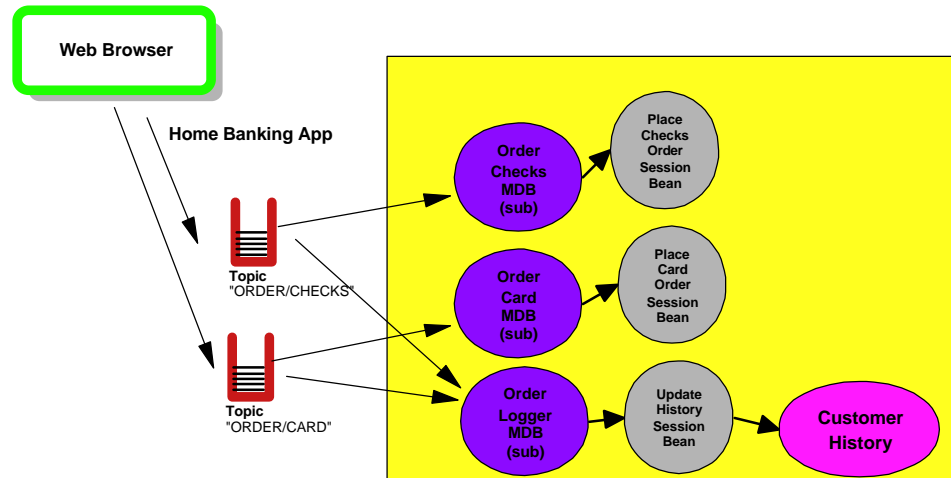 Web Browser
Home Banking App
Topic
"ORDER/CHECKS"
Topic
"ORDER/CARD"
Order
Checks
MDB
(sub)
Place
Checks
Order
Session
Bean
Order
Card
MDB
(sub)
Place
Card
Order
Session
Bean
Order
Logger
MDB
(sub)
Update
History
Session
Bean
Customer
History